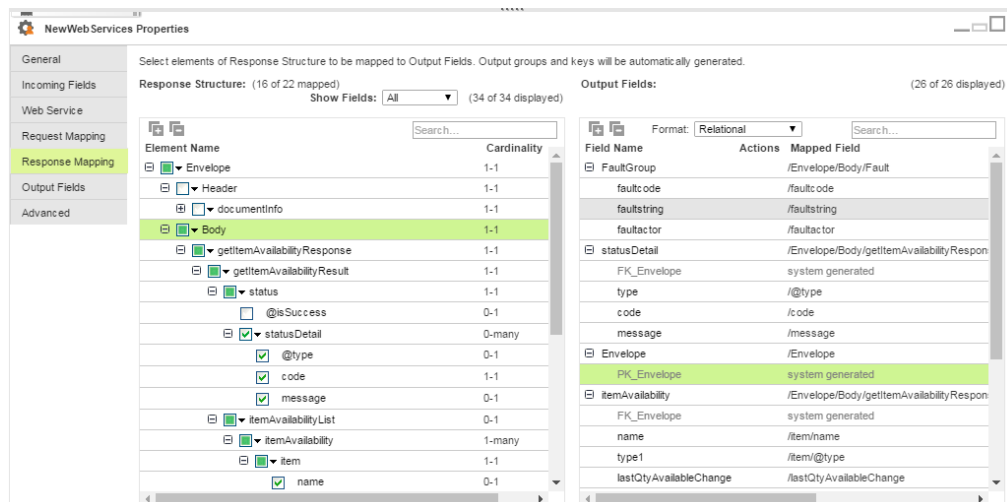 NewWebServices Properties
General
Incoming Fields
Web Service
Request Mapping
Response Mapping
Output Fields
Advanced
Select elements of Response Structure to be mapped to Output Fields. Output groups and keys will be automatically generated.
Response Structure: (16 of 22 mapped)
Show Fields: All (34 of 34 displayed)
Search...
Element Name Cardinality
Envelope 1-1
Header 1-1
documentInfo 1-1
Body 1-1
getItemAvailabilityResponse 1-1
getItemAvailabilityResult 1-1
status 1-1
@isSuccess 0-1
statusDetail 0-many
@type 0-1
code 1-1
message 0-1
itemAvailabilityList 0-1
itemAvailability 1-many
item 1-1
name 0-1
Output Fields: (26 of 26 displayed)
Format: Relational Search...
Field Name Actions Mapped Field
FaultGroup /Envelope/Body/Fault
faultcode /faultcode
faultstring /faultstring
faultactor /faultactor
statusDetail /Envelope/Body/getItemAvailabilityRespon
FK_Envelope system generated
type /@type
code /code
message /message
Envelope /Envelope
PK_Envelope system generated
itemAvailability /Envelope/Body/getItemAvailabilityRespon
FK_Envelope system generated
name /item/name
type1 /item/@type
lastQtyAvailableChange /lastQtyAvailableChange